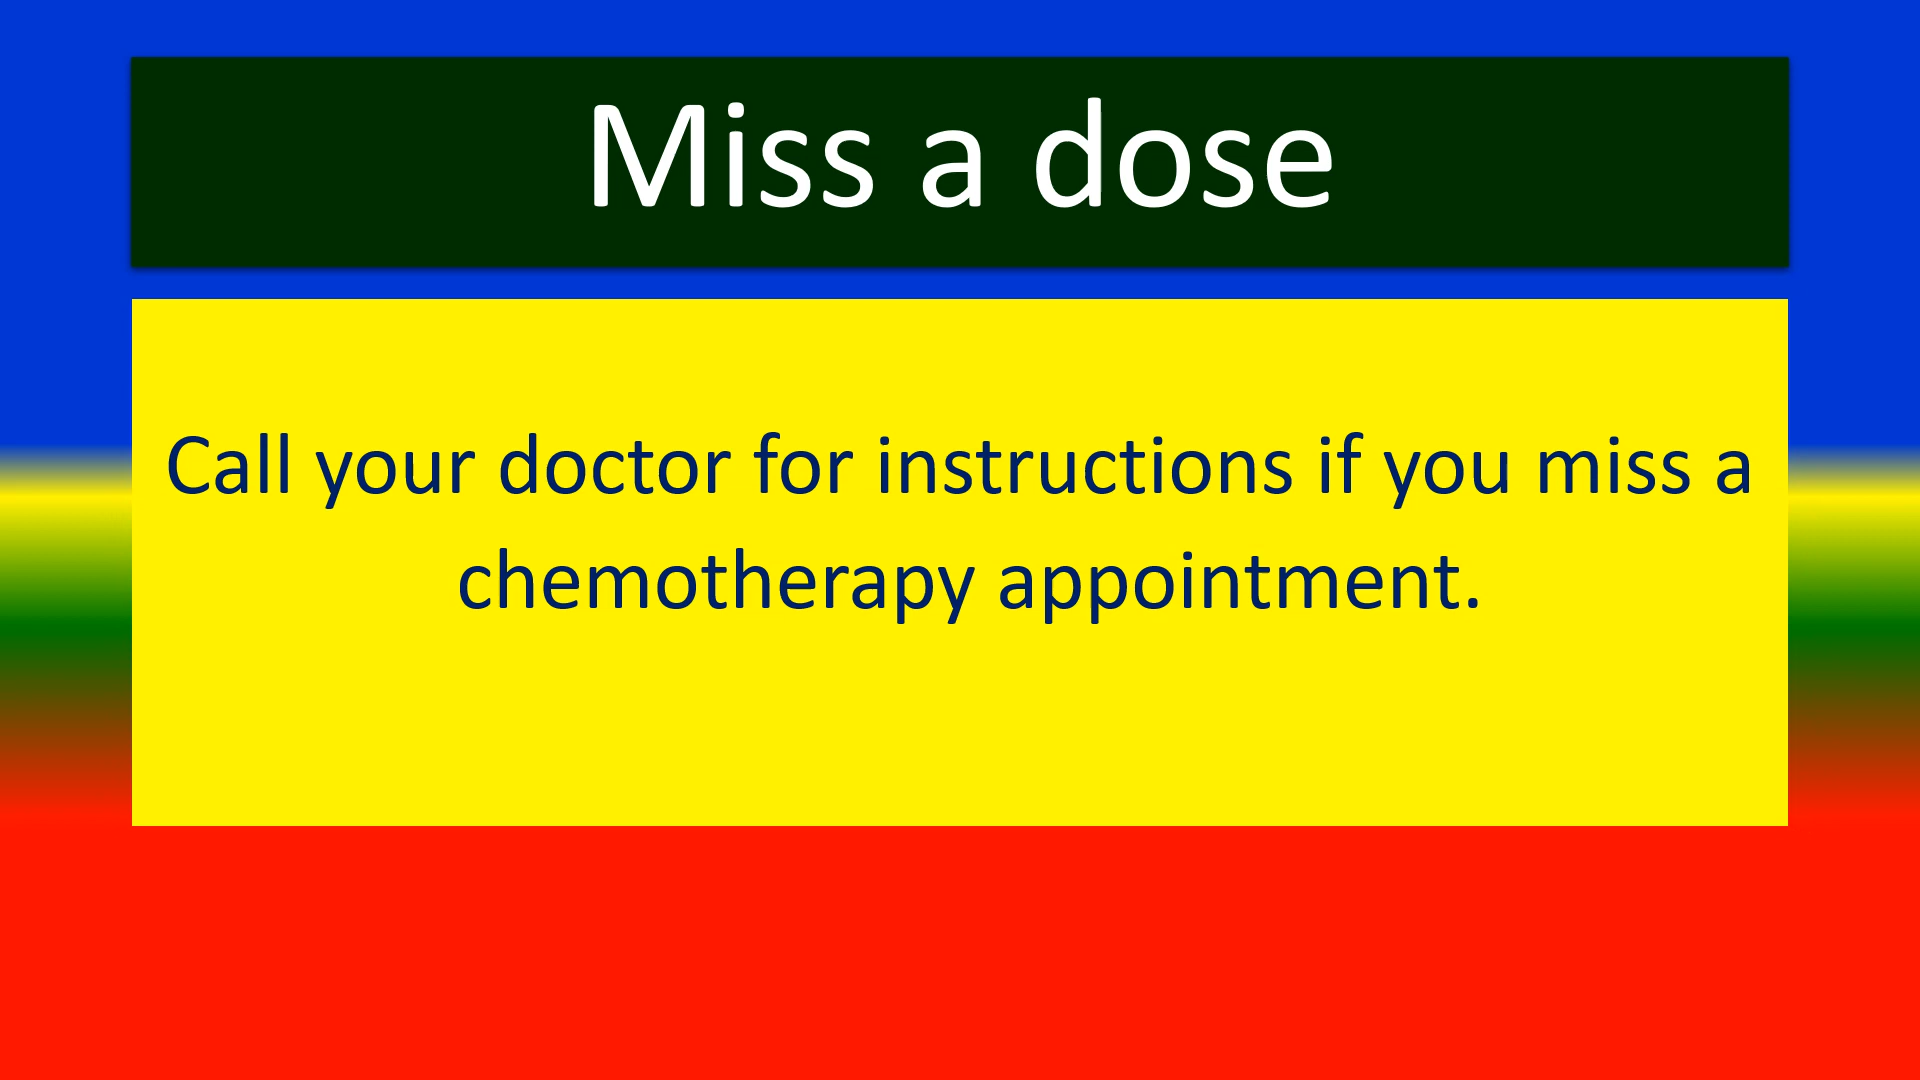 Miss a dose
Call your doctor for instructions if you miss a
chemotherapy appointment.